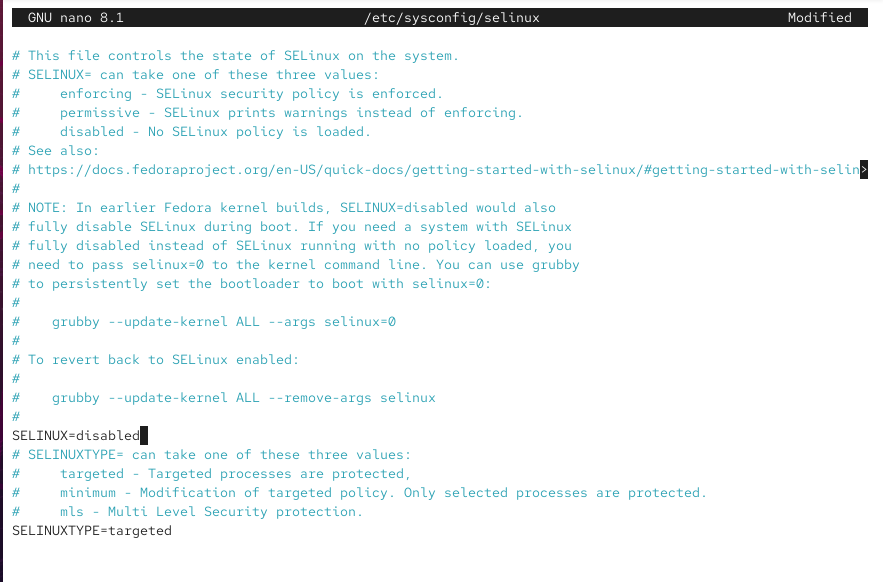 GNU nano 8.1 /etc/sysconfig/selinux Modified
# This file controls the state of SELinux on the system.
# SELINUX= can take one of these three values:
#     enforcing - SELinux security policy is enforced.
#     permissive - SELinux prints warnings instead of enforcing.
#     disabled - No SELinux policy is loaded.
# See also:
# https://docs.fedoraproject.org/en-US/quick-docs/getting-started-with-selinux/#getting-started-with-selin>
#
# NOTE: In earlier Fedora kernel builds, SELINUX=disabled would also
# fully disable SELinux during boot. If you need a system with SELinux
# fully disabled instead of SELinux running with no policy loaded, you
# need to pass selinux=0 to the kernel command line. You can use grubby
# to persistently set the bootloader to boot with selinux=0:
#
#    grubby --update-kernel ALL --args selinux=0
#
# To revert back to SELinux enabled:
#
#    grubby --update-kernel ALL --remove-args selinux
#
SELINUX=disabled
# SELINUXTYPE= can take one of these three values:
#     targeted - Targeted processes are protected,
#     minimum - Modification of targeted policy. Only selected processes are protected.
#     mls - Multi Level Security protection.
SELINUXTYPE=targeted